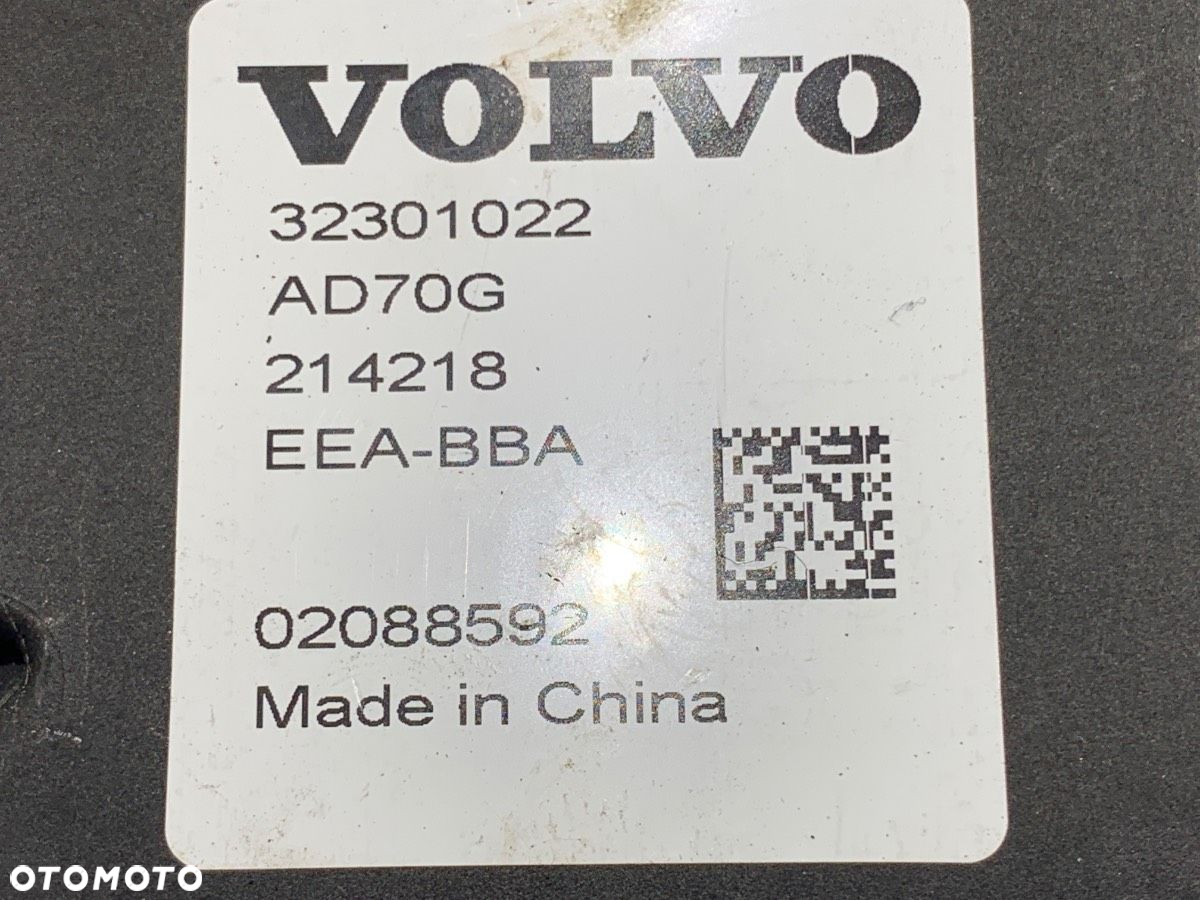 VOLVO
32301022
AD70G
214218
EEA-BBA
02088592
Made in China
OTOMOTO